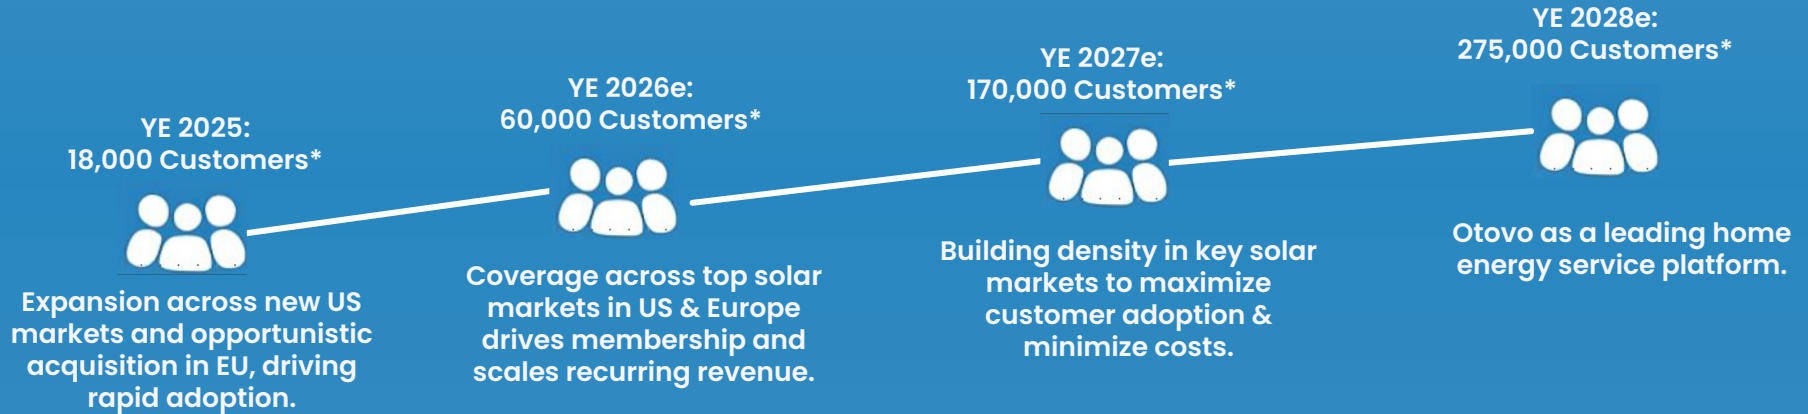 YE 2025:
18,000 Customers*
Expansion across new US
markets and opportunistic
acquisition in EU, driving
rapid adoption.
YE 2026e:
60,000 Customers*
Coverage across top solar
markets in US & Europe
drives membership and
scales recurring revenue.
YE 2027e:
170,000 Customers*
Building density in key solar
markets to maximize
customer adoption &
minimize costs.
YE 2028e:
275,000 Customers*
Otovo as a leading home
energy service platform.